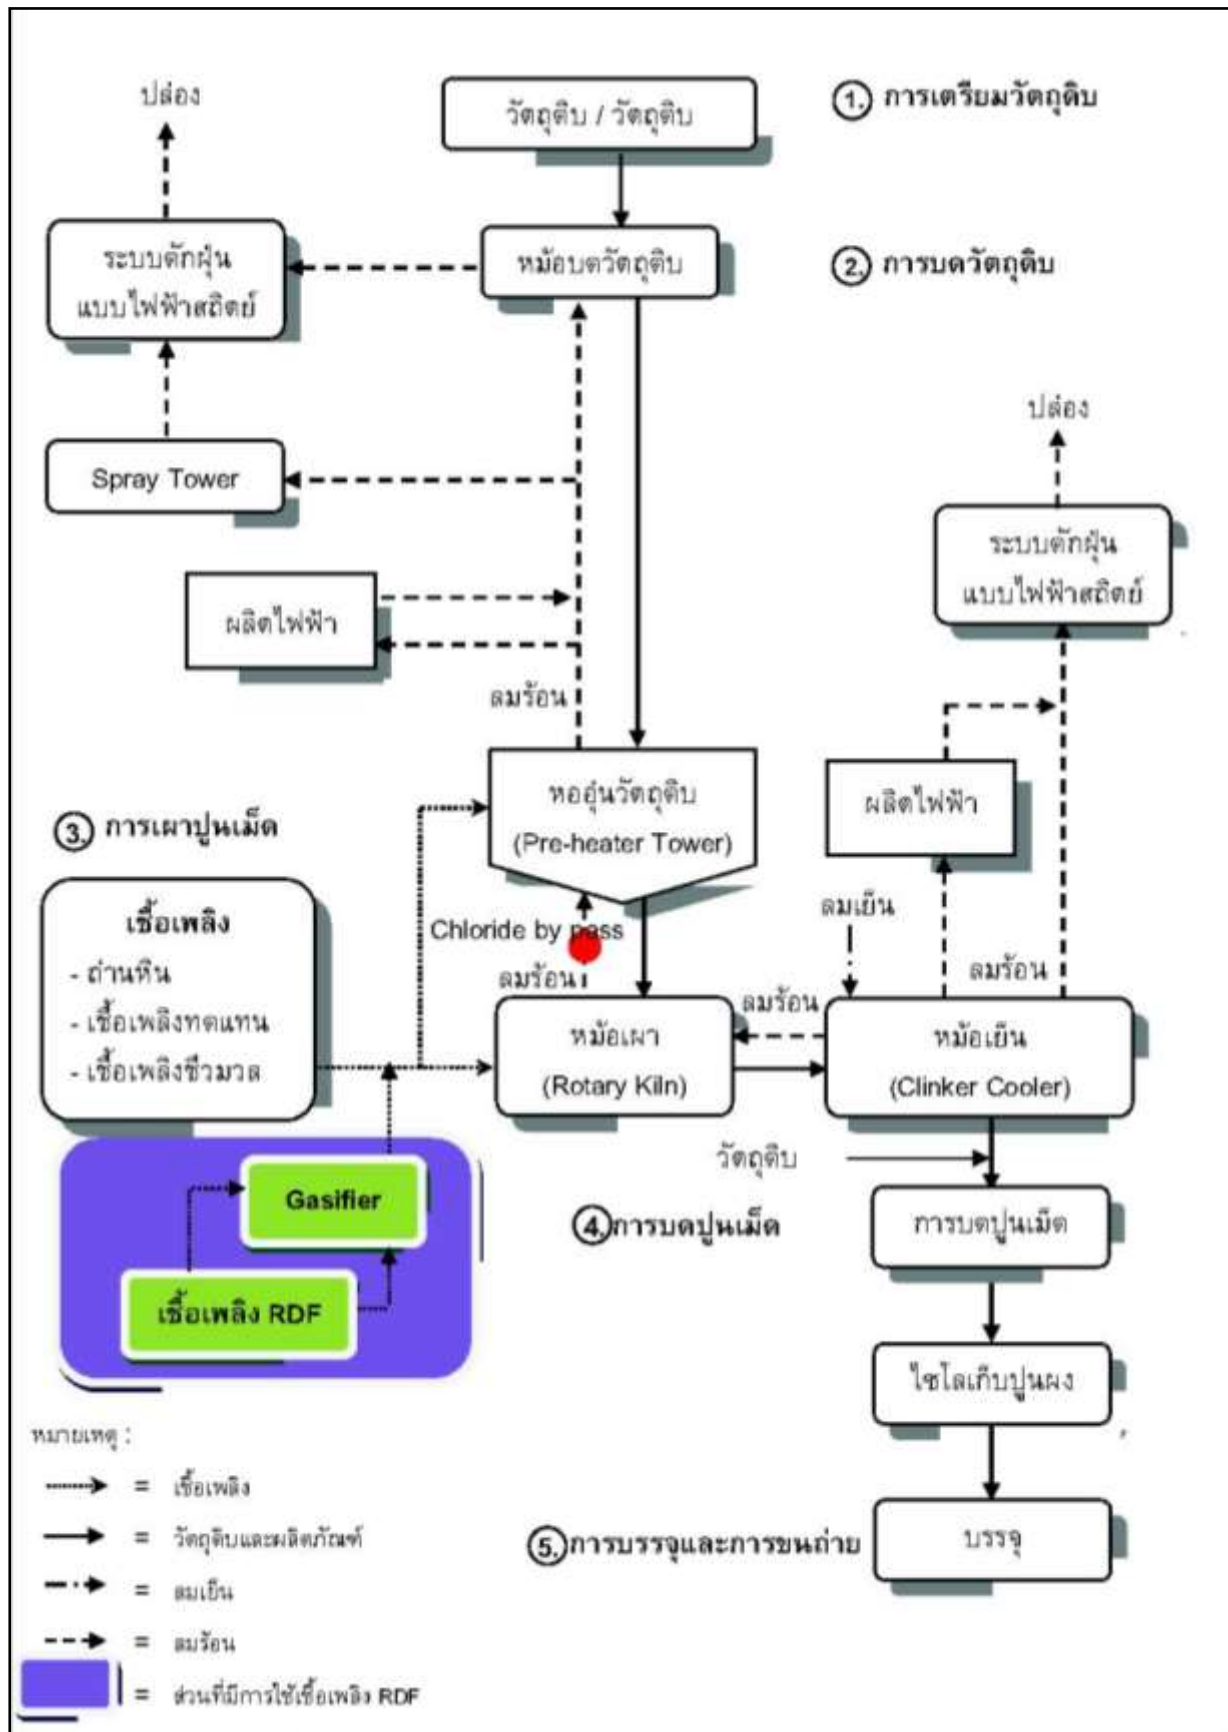 ปล่อง
วัตถุดิบ / วัตถุดิบ
1. การเตรียมวัตถุดิบ
ระบบดักฝุ่น
แบบไฟฟ้าสถิตย์
หม้อบดวัตถุดิบ
2. การบดวัตถุดิบ
Spray Tower
ปล่อง
ระบบดักฝุ่น
แบบไฟฟ้าสถิตย์
ผลิตไฟฟ้า
ลมร้อน
หออุ่นวัตถุดิบ
(Pre-heater Tower)
ผลิตไฟฟ้า
3. การเผาปูนเม็ด
เชื้อเพลิง
- ถ่านหิน
- เชื้อเพลิงทดแทน
- เชื้อเพลิงชีวมวล
Chloride by pass
ลมร้อน
ลมเย็น
ลมร้อน
ลมร้อน
หม้อเผา
(Rotary Kiln)
หม้อเย็น
(Clinker Cooler)
วัตถุดิบ
Gasifier
เชื้อเพลิง RDF
4. การบดปูนเม็ด
การบดปูนเม็ด
ไซโลเก็บปูนผง
5. การบรรจุและการขนถ่าย
บรรจุ
หมายเหตุ :
= เชื้อเพลิง
= วัตถุดิบและผลิตภัณฑ์
= ลมเย็น
= ลมร้อน
= ส่วนที่มีการใช้เชื้อเพลิง RDF